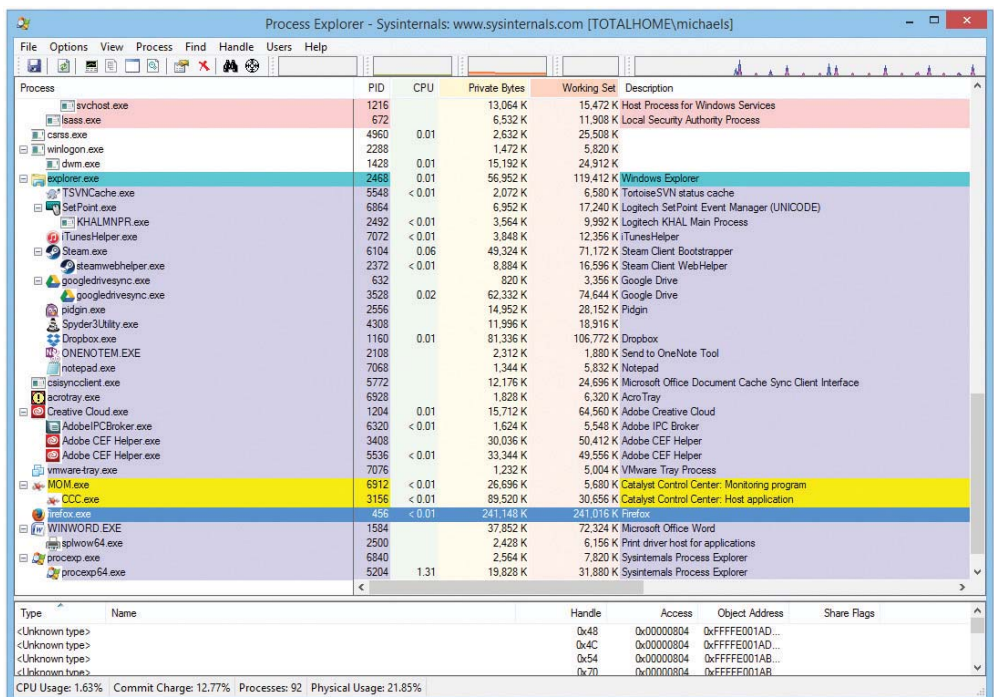 Process Explorer - Sysinternals: www.sysinternals.com [TOTALHOME\michaels]
File Options View Process Find Handle Users Help
Process PID CPU Private Bytes Working Set Description
svchost.exe 1216 13,064 K 15,472 K Host Process for Windows Services
lsass.exe 672 6,532 K 11,908 K Local Security Authority Process
csrss.exe 4960 0.01 2,632 K 25,508 K
winlogon.exe 2288 1,472 K 5,820 K
dwm.exe 1428 0.01 15,192 K 24,912 K
explorer.exe 2468 0.01 56,952 K 119,412 K Windows Explorer
TSVNCache.exe 5548 < 0.01 2,072 K 6,580 K TortoiseSVN status cache
SetPoint.exe 6864 6,952 K 17,240 K Logitech SetPoint Event Manager (UNICODE)
KHALMNPR.exe 2492 < 0.01 3,564 K 9,992 K Logitech KHAL Main Process
iTunesHelper.exe 7072 < 0.01 3,848 K 12,356 K iTunesHelper
Steam.exe 6104 0.06 49,324 K 71,172 K Steam Client Bootstrapper
steamwebhelper.exe 2372 < 0.01 8,884 K 16,596 K Steam Client WebHelper
googledrivesync.exe 632 820 K 3,356 K Google Drive
googledrivesync.exe 3528 0.02 62,332 K 74,644 K Google Drive
pidgin.exe 2556 14,952 K 28,152 K Pidgin
Spyder3Utility.exe 4308 11,996 K 18,916 K
Dropbox.exe 1160 0.01 81,336 K 106,772 K Dropbox
ONENOTEM.EXE 2108 2,312 K 1,880 K Send to OneNote Tool
notepad.exe 7068 1,344 K 5,832 K Notepad
csisyncclient.exe 5772 12,176 K 24,696 K Microsoft Office Document Cache Sync Client Interface
acrotray.exe 6928 1,828 K 6,320 K AcroTray
Creative Cloud.exe 1204 0.01 15,712 K 64,560 K Adobe Creative Cloud
AdobeIPCBroker.exe 6320 < 0.01 1,624 K 5,548 K Adobe IPC Broker
Adobe CEF Helper.exe 3408 30,036 K 50,412 K Adobe CEF Helper
Adobe CEF Helper.exe 5536 < 0.01 33,344 K 49,556 K Adobe CEF Helper
vmware-tray.exe 7076 1,232 K 5,004 K VMware Tray Process
MOM.exe 6912 < 0.01 26,696 K 5,680 K Catalyst Control Center: Monitoring program
CCC.exe 3156 < 0.01 89,520 K 30,656 K Catalyst Control Center: Host application
firefox.exe 456 < 0.01 241,148 K 241,016 K Firefox
WINWORD.EXE 1584 37,852 K 72,324 K Microsoft Office Word
splwow64.exe 2500 2,428 K 6,156 K Print driver host for applications
procexp.exe 6840 2,564 K 7,820 K Sysinternals Process Explorer
procexp64.exe 5204 1.31 19,828 K 31,880 K Sysinternals Process Explorer
Type Name Handle Access Object Address Share Flags
<Unknown type> 0x48 0x00000804 0xFFFFE001AD...
<Unknown type> 0x4C 0x00000804 0xFFFFE001AD...
<Unknown type> 0x54 0x00000804 0xFFFFE001AB...
<Unknown type> 0x70 0x00000804 0xFFFFE001AB
CPU Usage: 1.63% Commit Charge: 12.77% Processes: 92 Physical Usage: 21.85%